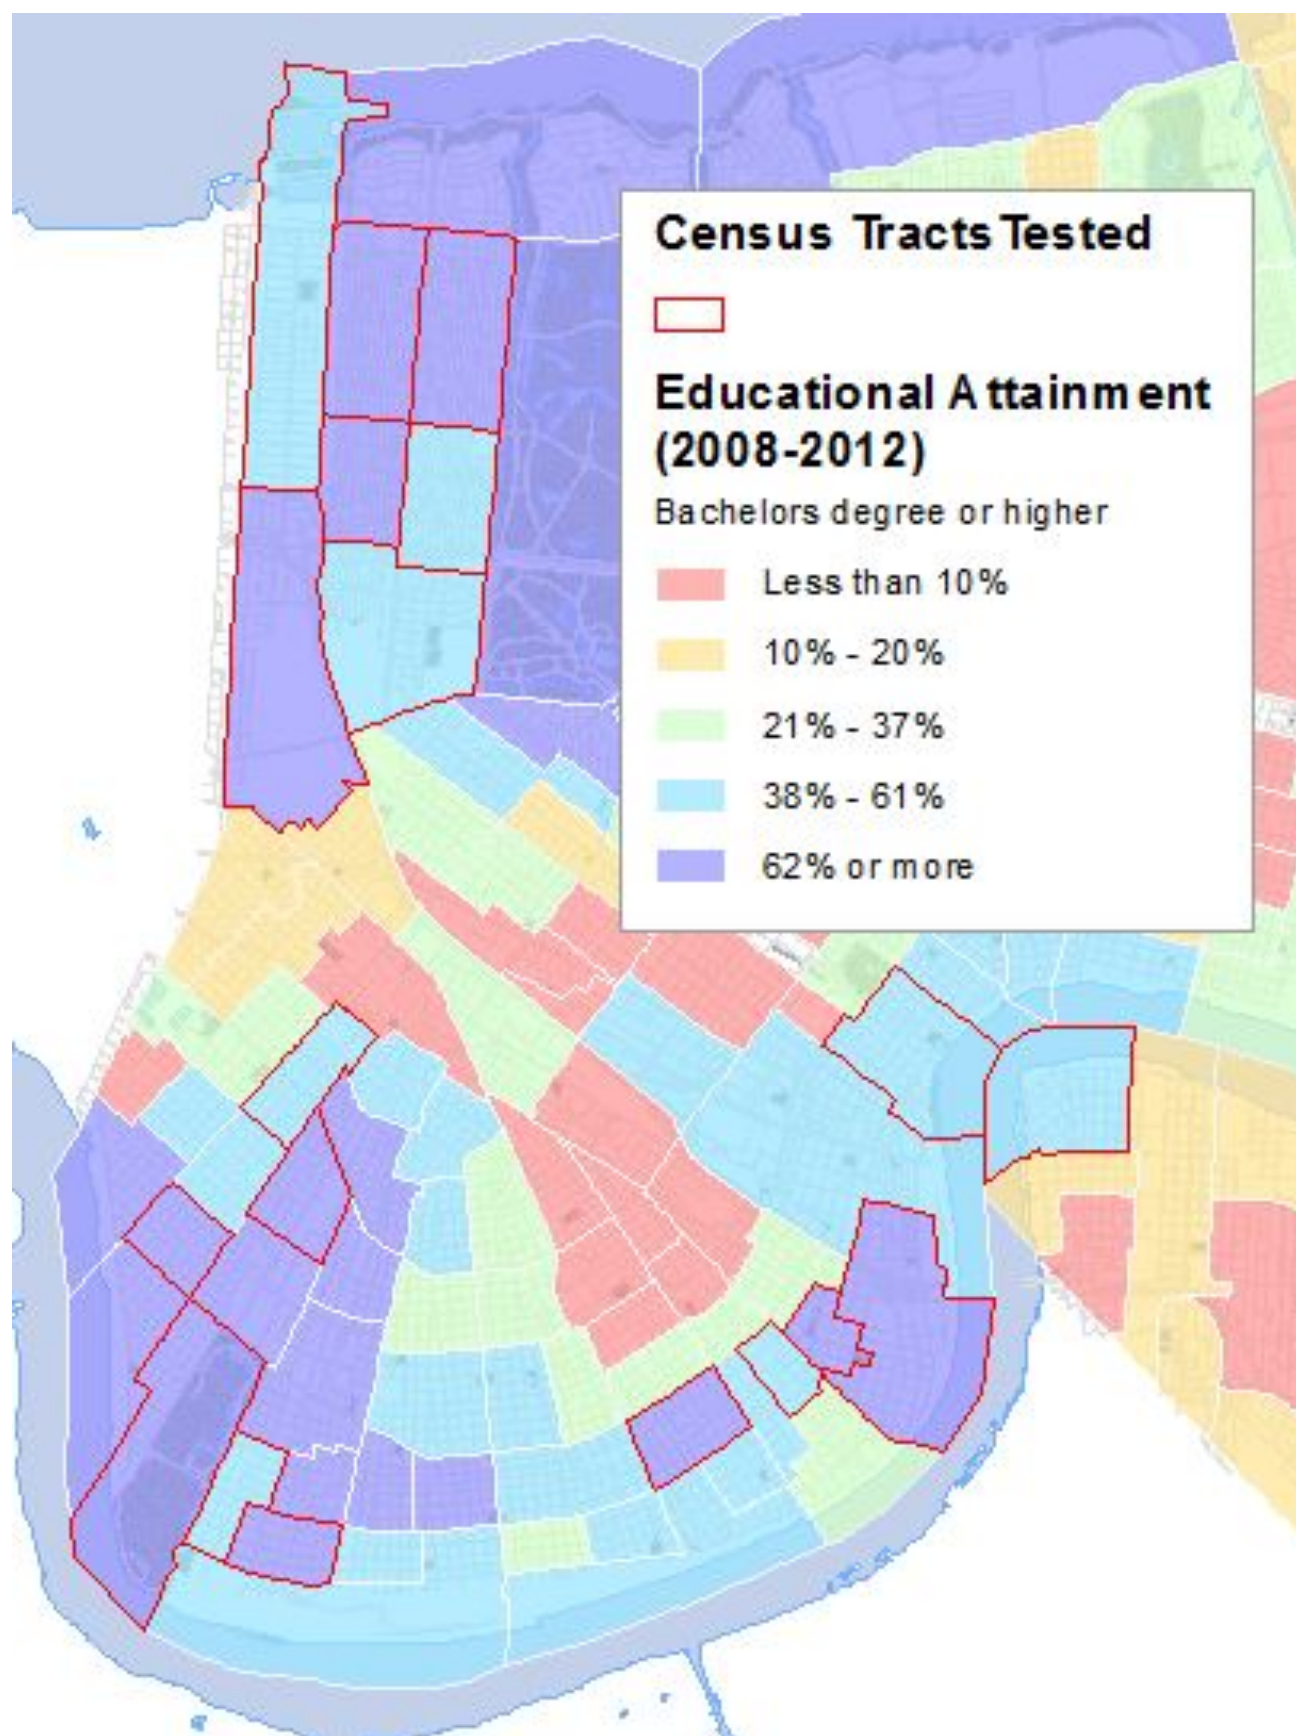 Census Tracts Tested
Educational Attainment
(2008-2012)
Bachelors degree or higher
Less than 10%
10% - 20%
21% - 37%
38% - 61%
62% or more